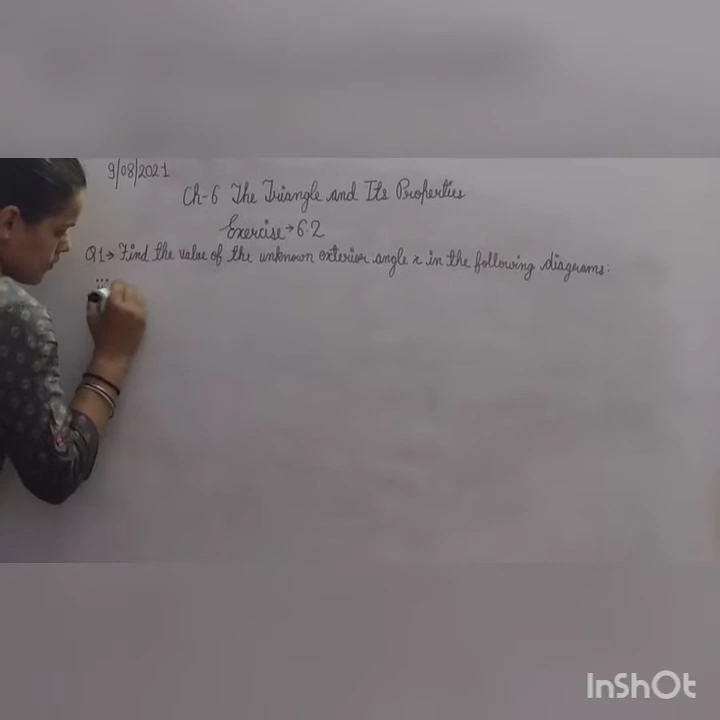 9/08/2021
Ch-6 The Triangle and Its Properties
Exercise → 6.2
Q1→ Find the value of the unknown exterior angle x in the following diagrams:
InShOt